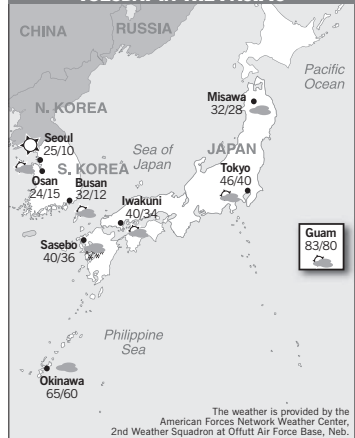 CHINA
RUSSIA
Pacific
Ocean
N. KOREA
Misawa
32/28
Seoul
25/10
Sea of
Japan
JAPAN
S. KOREA
Osan
24/15
Busan
32/12
Tokyo
46/40
Iwakuni
40/34
Sasebo
40/36
Guam
83/80
Philippine
Sea
Okinawa
65/60
The weather is provided by the
American Forces Network Weather Center,
2nd Weather Squadron at Offutt Air Force Base, Neb.